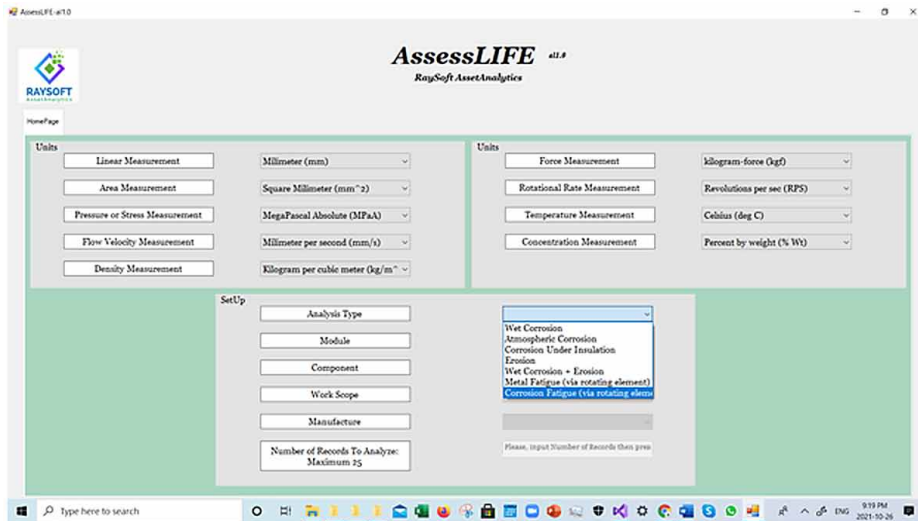 AssessLIFE-al1.0
AssessLIFE al1.0
RaySoft AssetAnalytics
RAYSOFT
AssetAnalytics
HomePage
Units
Linear Measurement Milimeter (mm)
Area Measurement Square Milimeter (mm^2)
Pressure or Stress Measurement MegaPascal Absolute (MPaA)
Flow Velocity Measurement Milimeter per second (mm/s)
Density Measurement Kilogram per cubic meter (kg/m^
Units
Force Measurement kilogram-force (kgf)
Rotational Rate Measurement Revolutions per sec (RPS)
Temperature Measurement Celsius (deg C)
Concentration Measurement Percent by weight (% Wt)
SetUp
Analysis Type
Module
Component
Work Scope
Manufacture
Number of Records To Analyze:
Maximum 25
Wet Corrosion
Atmospheric Corrosion
Corrosion Under Insulation
Erosion
Wet Corrosion + Erosion
Metal Fatigue (via rotating element)
Corrosion Fatigue (via rotating eleme
Please, input Number of Records then pres
Type here to search
ENG
9:19 PM
2021-10-26